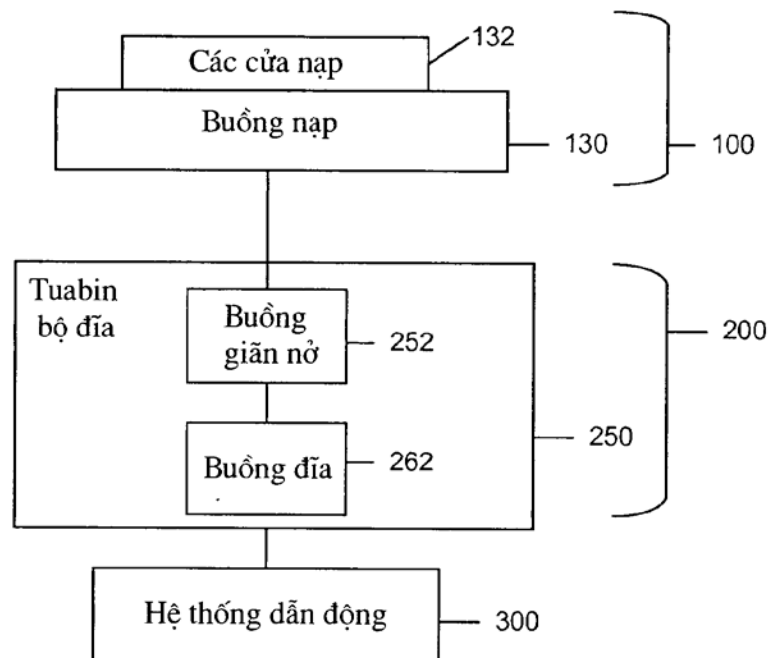 Các cửa nạp
132
Buồng nạp
130
100
Tuabin
bộ đĩa
Buồng
giãn nở
252
200
250
Buồng đĩa
262
Hệ thống dẫn động
300